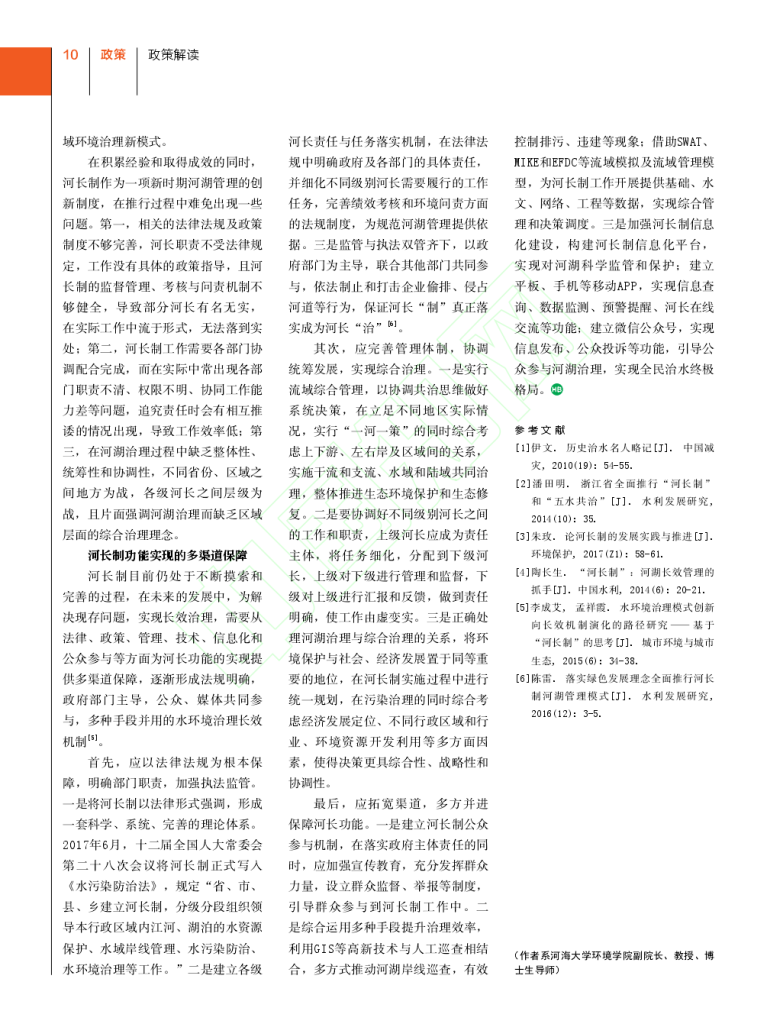 10 政策 政策解读
域环境治理新模式。
在积累经验和取得成效的同时，
河长制作为一项新时期河湖管理的创
新制度，在推行过程中难免出现一些
问题。第一，相关的法律法规及政策
制度不够完善，河长职责不受法律规
定，工作没有具体的政策指导，且河
长制的监督管理、考核与问责机制不
够健全，导致部分河长有名无实，
在实际工作中流于形式，无法落到实
处；第二，河长制工作需要各部门协
调配合完成，而在实际中常出现各部
门职责不清、权限不明、协同工作能
力差等问题，追究责任时会有相互推
诿的情况出现，导致工作效率低；第
三，在河湖治理过程中缺乏整体性、
统筹性和协调性，不同省份、区域之
间地方为战，各级河长之间层级为
战，且片面强调河湖治理而缺乏区域
层面的综合治理理念。
河长制功能实现的多渠道保障
河长制目前仍处于不断摸索和
完善的过程，在未来的发展中，为解
决现存问题，实现长效治理，需要从
法律、政策、管理、技术、信息化和
公众参与等方面为河长功能的实现提
供多渠道保障，逐渐形成法规明确，
政府部门主导，公众、媒体共同参
与，多种手段并用的水环境治理长效
机制[5]。
首先，应以法律法规为根本保
障，明确部门职责，加强执法监管。
一是将河长制以法律形式强调，形成
一套科学、系统、完善的理论体系。
2017年6月，十二届全国人大常委会
第二十八次会议将河长制正式写入
《水污染防治法》，规定“省、市、
县、乡建立河长制，分级分段组织领
导本行政区域内江河、湖泊的水资源
保护、水域岸线管理、水污染防治、
水环境治理等工作。”二是建立各级
河长责任与任务落实机制，在法律法
规中明确政府及各部门的具体责任，
并细化不同级别河长需要履行的工作
任务，完善绩效考核和环境问责方面
的法规制度，为规范河湖管理提供依
据。三是监管与执法双管齐下，以政
府部门为主导，联合其他部门共同参
与，依法制止和打击企业偷排、侵占
河道等行为，保证河长“制”真正落
实成为河长“治”[6]。
其次，应完善管理体制，协调
统筹发展，实现综合治理。一是实行
流域综合管理，以协调共治思维做好
系统决策，在立足不同地区实际情
况，实行“一河一策”的同时综合考
虑上下游、左右岸及区域间的关系，
实施干流和支流、水域和陆域共同治
理，整体推进生态环境保护和生态修
复。二是要协调好不同级别河长之间
的工作和职责，上级河长应成为责任
主体，将任务细化，分配到下级河
长，上级对下级进行管理和监督，下
级对上级进行汇报和反馈，做到责任
明确，使工作由虚变实。三是正确处
理河湖治理与综合治理的关系，将环
境保护与社会、经济发展置于同等重
要的地位，在河长制实施过程中进行
统一规划，在污染治理的同时综合考
虑经济发展定位、不同行政区域和行
业、环境资源开发利用等多方面因
素，使得决策更具综合性、战略性和
协调性。
最后，应拓宽渠道，多方并进
保障河长功能。一是建立河长制公众
参与机制，在落实政府主体责任的同
时，应加强宣传教育，充分发挥群众
力量，设立群众监督、举报等制度，
引导群众参与到河长制工作中。二
是综合运用多种手段提升治理效率，
利用GIS等高新技术与人工巡查相结
合，多方式推动河湖岸线巡查，有效
控制排污、违建等现象；借助SWAT、
MIKE和EFDC等流域模拟及流域管理模
型，为河长制工作开展提供基础、水
文、网络、工程等数据，实现综合管
理和决策调度。三是加强河长制信息
化建设，构建河长制信息化平台，
实现对河湖科学监管和保护；建立
平板、手机等移动APP，实现信息查
询、数据监测、预警提醒、河长在线
交流等功能；建立微信公众号，实现
信息发布、公众投诉等功能，引导公
众参与河湖治理，实现全民治水终极
格局。HB
参考文献
[1]伊文. 历史治水名人略记[J]. 中国减
灾, 2010(19): 54-55.
[2]潘田明. 浙江省全面推行“河长制”
和“五水共治”[J]. 水利发展研究,
2014(10): 35.
[3]朱玫. 论河长制的发展实践与推进[J].
环境保护, 2017(Z1): 58-61.
[4]陶长生. “河长制”: 河湖长效管理的
抓手[J]. 中国水利, 2014(6): 20-21.
[5]李成艾, 孟祥霞. 水环境治理模式创新
向长效机制演化的路径研究——基于
“河长制”的思考[J]. 城市环境与城市
生态, 2015(6): 34-38.
[6]陈雷. 落实绿色发展理念全面推行河长
制河湖管理模式[J]. 水利发展研究,
2016(12): 3-5.
（作者系河海大学环境学院副院长、教授、博
士生导师）